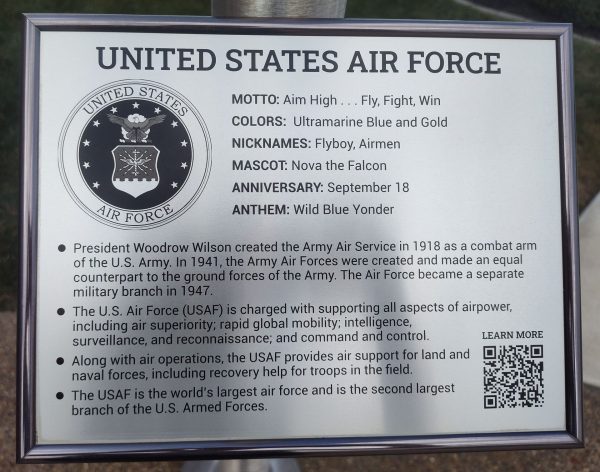 UNITED STATES AIR FORCE
UNITED STATES
AIR FORCE
MOTTO: Aim High . . . Fly, Fight, Win
COLORS: Ultramarine Blue and Gold
NICKNAMES: Flyboy, Airmen
MASCOT: Nova the Falcon
ANNIVERSARY: September 18
ANTHEM: Wild Blue Yonder
• President Woodrow Wilson created the Army Air Service in 1918 as a combat arm
of the U.S. Army. In 1941, the Army Air Forces were created and made an equal
counterpart to the ground forces of the Army. The Air Force became a separate
military branch in 1947.
• The U.S. Air Force (USAF) is charged with supporting all aspects of airpower,
including air superiority; rapid global mobility; intelligence,
surveillance, and reconnaissance; and command and control.
• Along with air operations, the USAF provides air support for land and
naval forces, including recovery help for troops in the field.
• The USAF is the world's largest air force and is the second largest
branch of the U.S. Armed Forces.
LEARN MORE